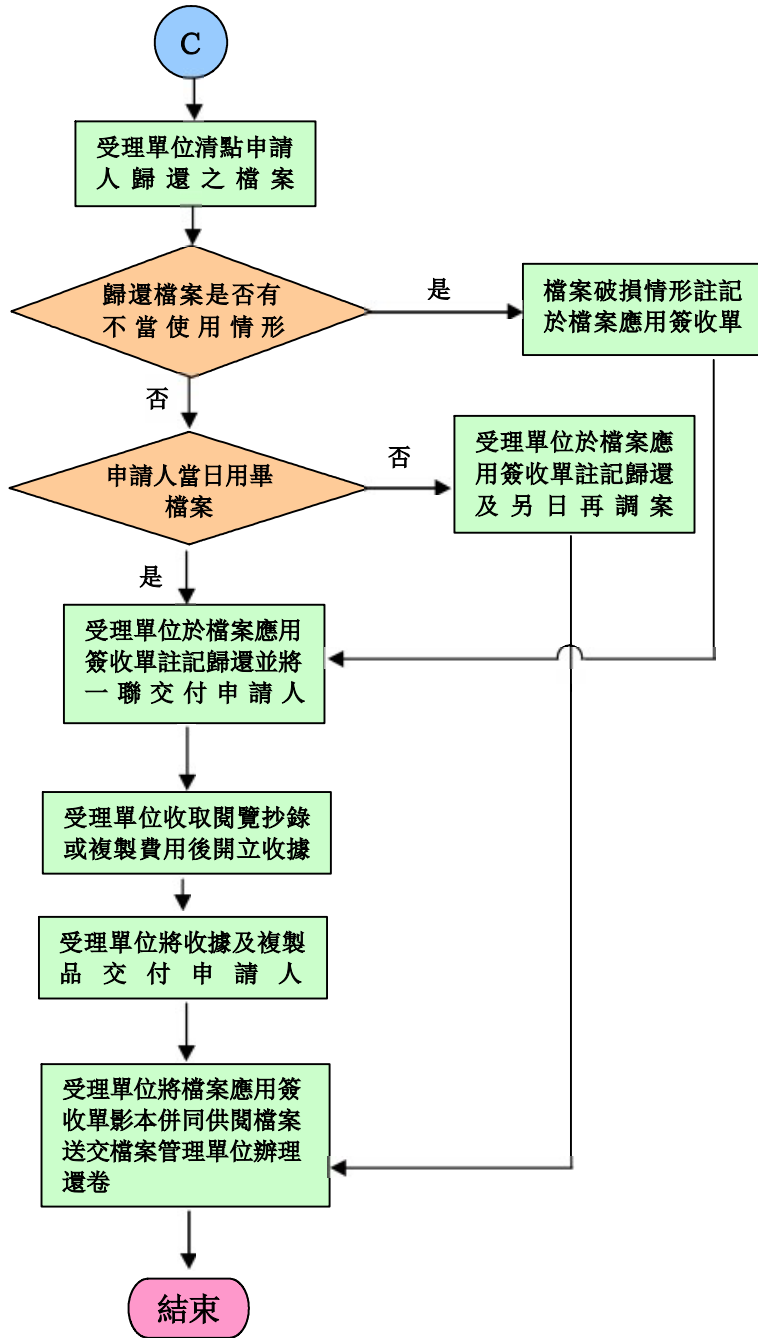 C
受理單位清點申請
人歸還之檔案
歸還檔案是否有
不當使用情形
是
檔案破損情形註記
於檔案應用簽收單
否
申請人當日用畢
檔案
否
受理單位於檔案應
用簽收單註記歸還
及另日再調案
是
受理單位於檔案應用
簽收單註記歸還並將
一聯交付申請人
受理單位收取閱覽抄錄
或複製費用後開立收據
受理單位將收據及複製
品交付申請人
受理單位將檔案應用簽
收單影本併同供閱檔案
送交檔案管理單位辦理
還卷
結束